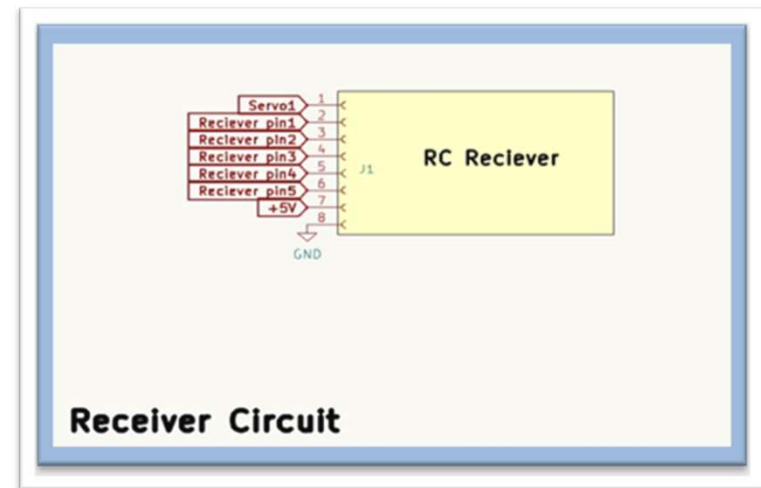 Servo1 1
Reciever pin1 2
Reciever pin2 3
Reciever pin3 4
Reciever pin4 5
Reciever pin5 6
+5V 7
8
J1
RC Reciever
GND
Receiver Circuit